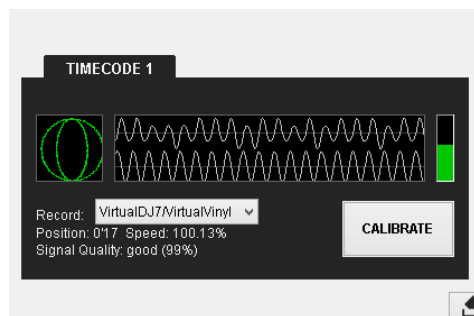 TIMECODE 1
Record: VirtualDJ7/VirtualVinyl
Position: 0'17 Speed: 100.13%
Signal Quality: good (99%)
CALIBRATE